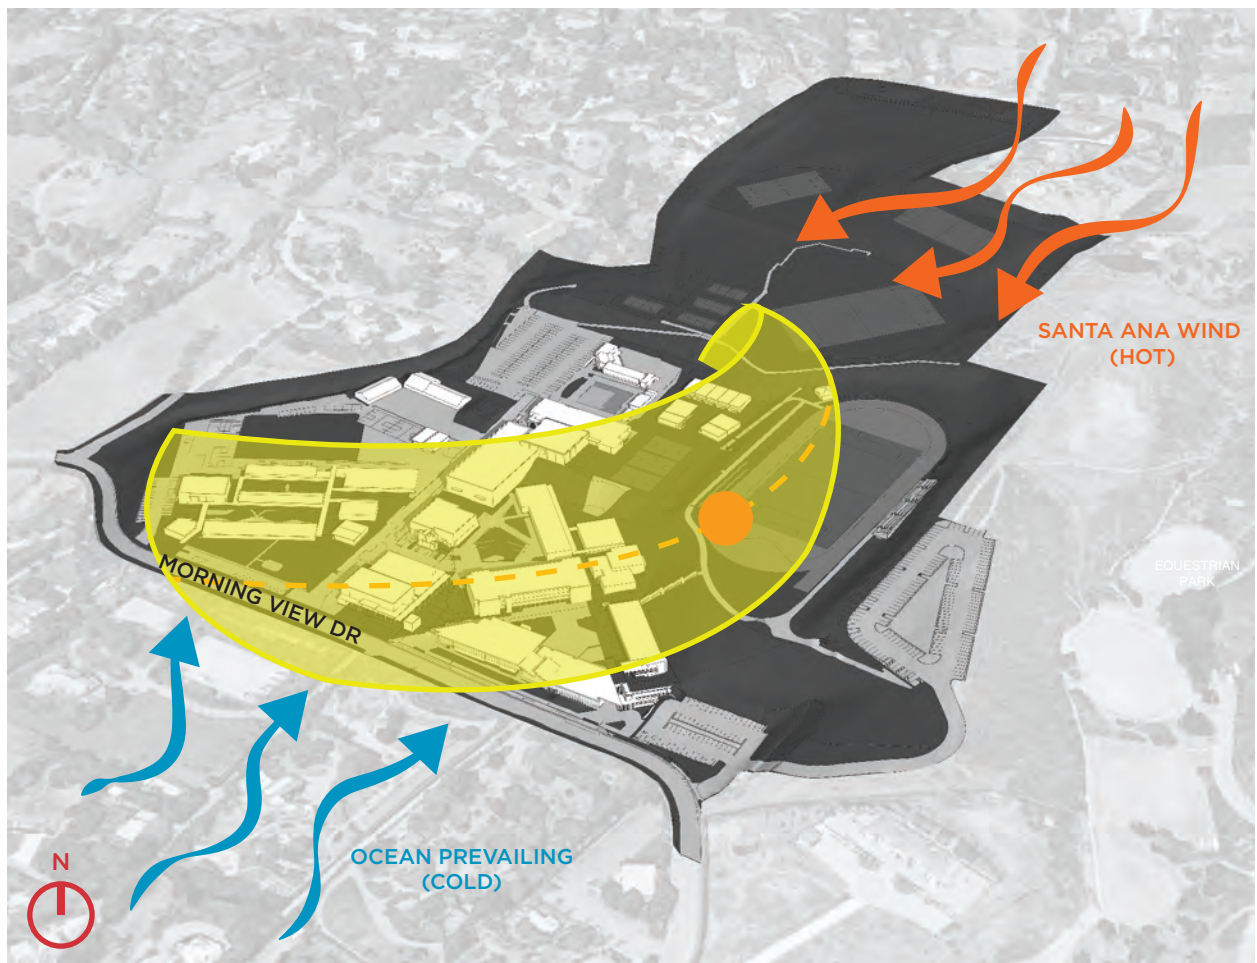 SANTA ANA WIND
(HOT)
EQUESTRIAN
PARK
MORNING VIEW DR
OCEAN PREVAILING
(COLD)
N